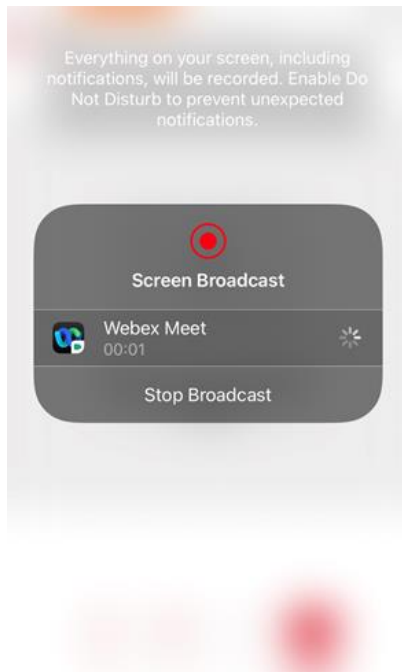 Everything on your screen, including
notifications, will be recorded. Enable Do
Not Disturb to prevent unexpected
notifications.
Screen Broadcast
Webex Meet
00:01
Stop Broadcast